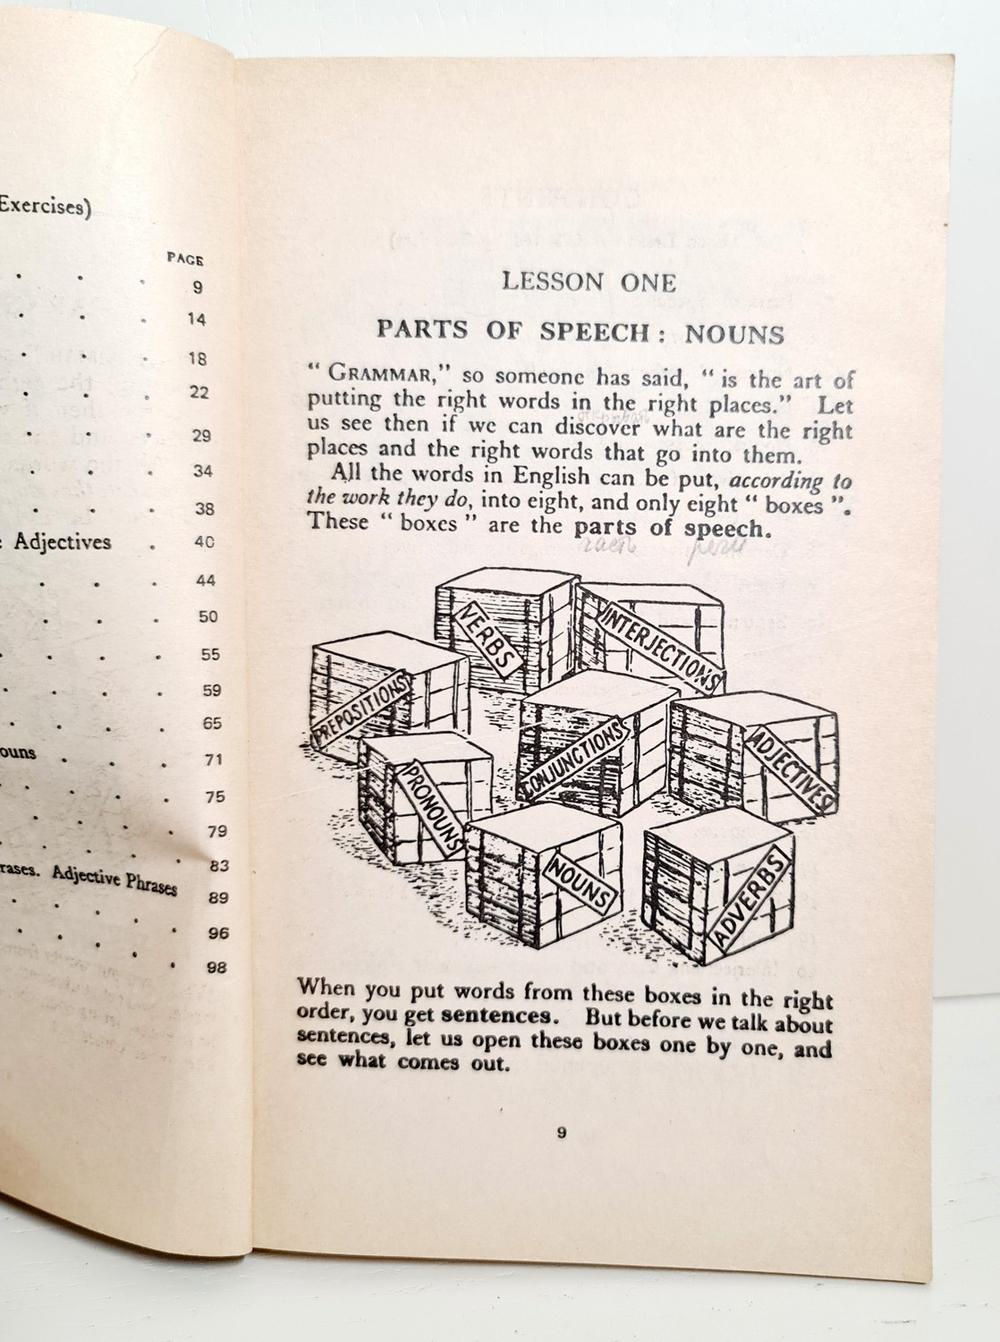 Exercises)
PAGE
9
14
18
22
29
34
38
: Adjectives . 40
44
50
55
59
65
ouns 71
75
79
83
rases. Adjective Phrases 89
96
98
LESSON ONE
PARTS OF SPEECH : NOUNS
“ GRAMMAR,” so someone has said, “ is the art of
putting the right words in the right places.” Let
us see then if we can discover what are the right
places and the right words that go into them.
All the words in English can be put, according to
the work they do, into eight, and only eight “ boxes ”.
These “ boxes ” are the parts of speech.
VERBS
INTERJECTIONS
PREPOSITIONS
CONJUNCTIONS
ADJECTIVES
PRONOUNS
NOUNS
ADVERBS
When you put words from these boxes in the right
order, you get sentences. But before we talk about
sentences, let us open these boxes one by one, and
see what comes out.
9